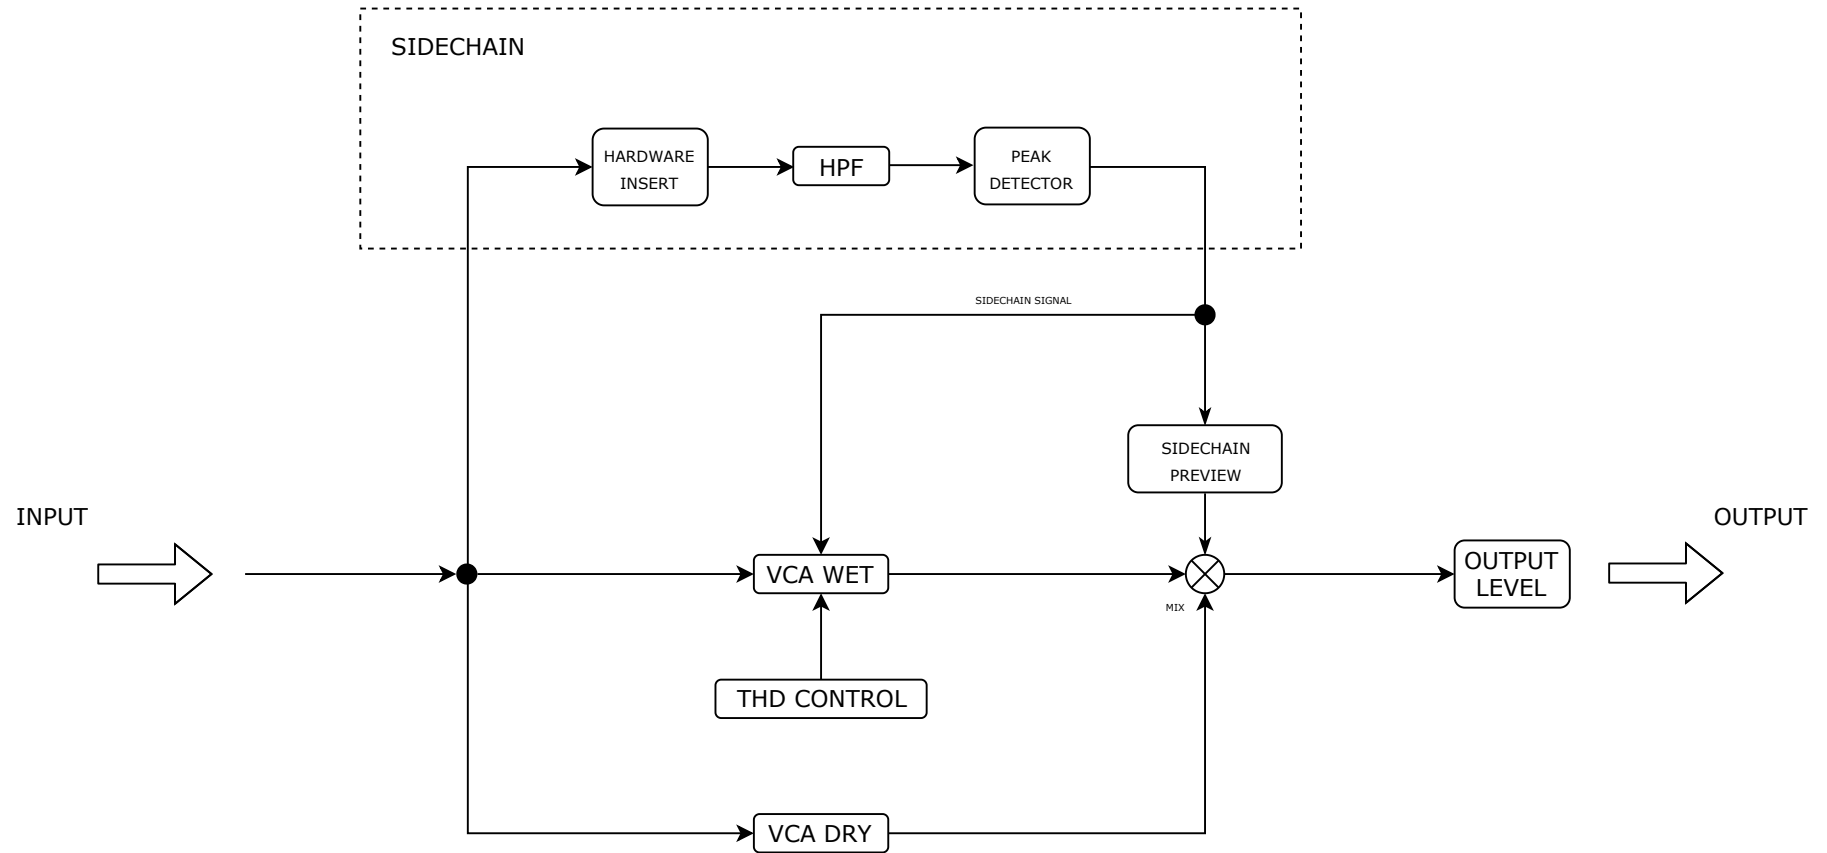 SIDECHAIN
HARDWARE
INSERT
HPF
PEAK
DETECTOR
SIDECHAIN SIGNAL
SIDECHAIN
PREVIEW
INPUT
OUTPUT
VCA WET
OUTPUT
LEVEL
MIX
THD CONTROL
VCA DRY